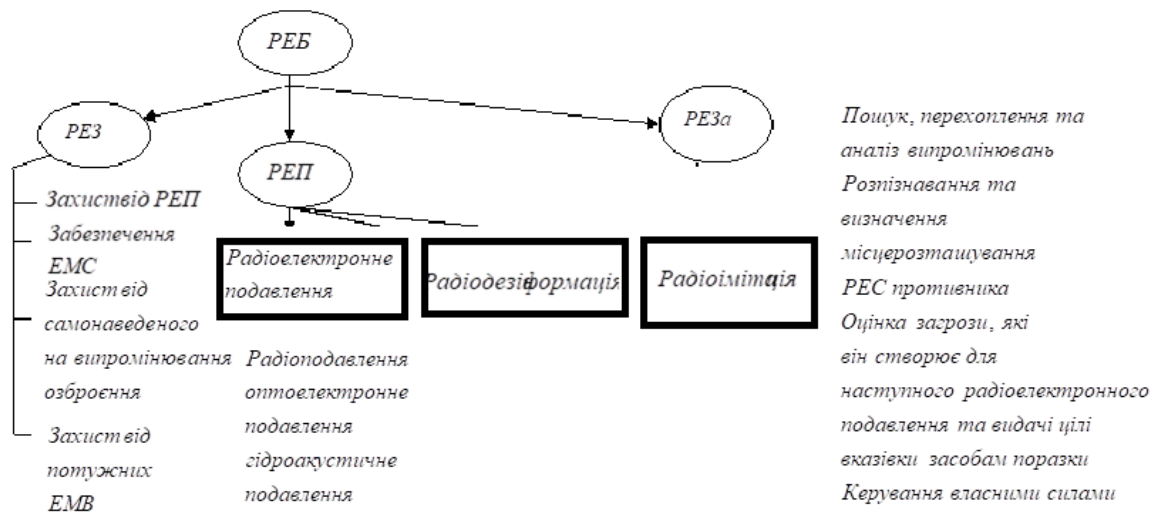 РЕБ
РЕЗ
РЕЗа
РЕП
Захиствід РЕП
Забезпечення
ЕМС
Захист від
самонаведеного
на випромінювання
озброєння
Захист від
потужних
ЕМВ
Радіоелектронне
подавлення
Радіоподавлення
оптоелектронне
подавлення
гідроакустичне
подавлення
Радіодезінформація
Радіоімітація
Пошук, перехоплення та
аналіз випромінювань
Розпізнавання та
визначення
місцерозташування
РЕС противника
Оцінка загрози, які
він створює для
наступного радіоелектронного
подавлення та видачі цілі
вказівки засобам поразки
Керування власними силами